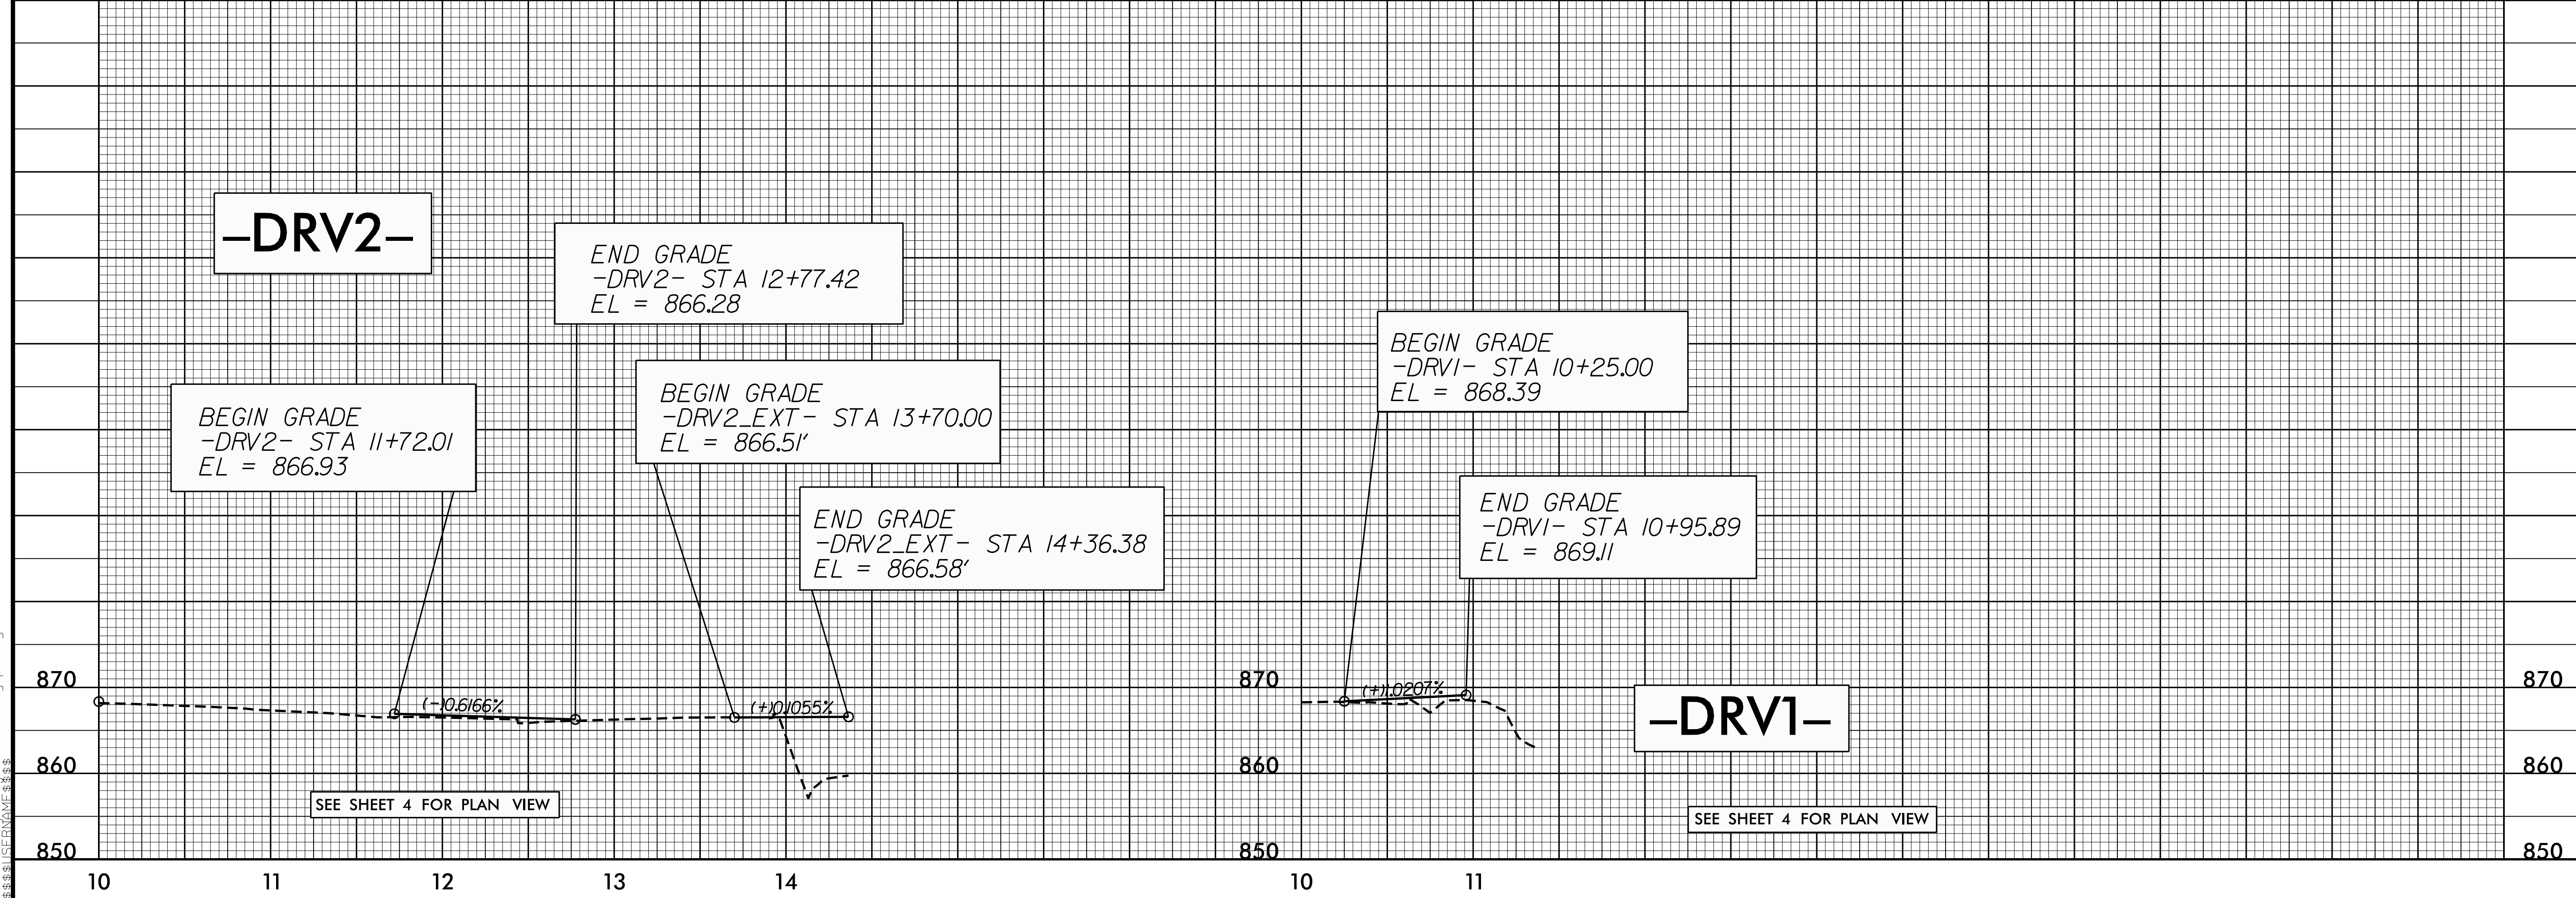 –DRV2–
END GRADE
-DRV2- STA 12+77.42
EL = 866.28
BEGIN GRADE
-DRV2- STA 11+72.01
EL = 866.93
BEGIN GRADE
-DRV2_EXT- STA 13+70.00
EL = 866.51'
END GRADE
-DRV2_EXT- STA 14+36.38
EL = 866.58'
BEGIN GRADE
-DRV1- STA 10+25.00
EL = 868.39
END GRADE
-DRV1- STA 10+95.89
EL = 869.11
870
870
870
(-)0.6166%
(+)0.1055%
(+)1.0207%
–DRV1–
860
860
860
SEE SHEET 4 FOR PLAN VIEW
SEE SHEET 4 FOR PLAN VIEW
850
850
850
10
11
12
13
14
10
11